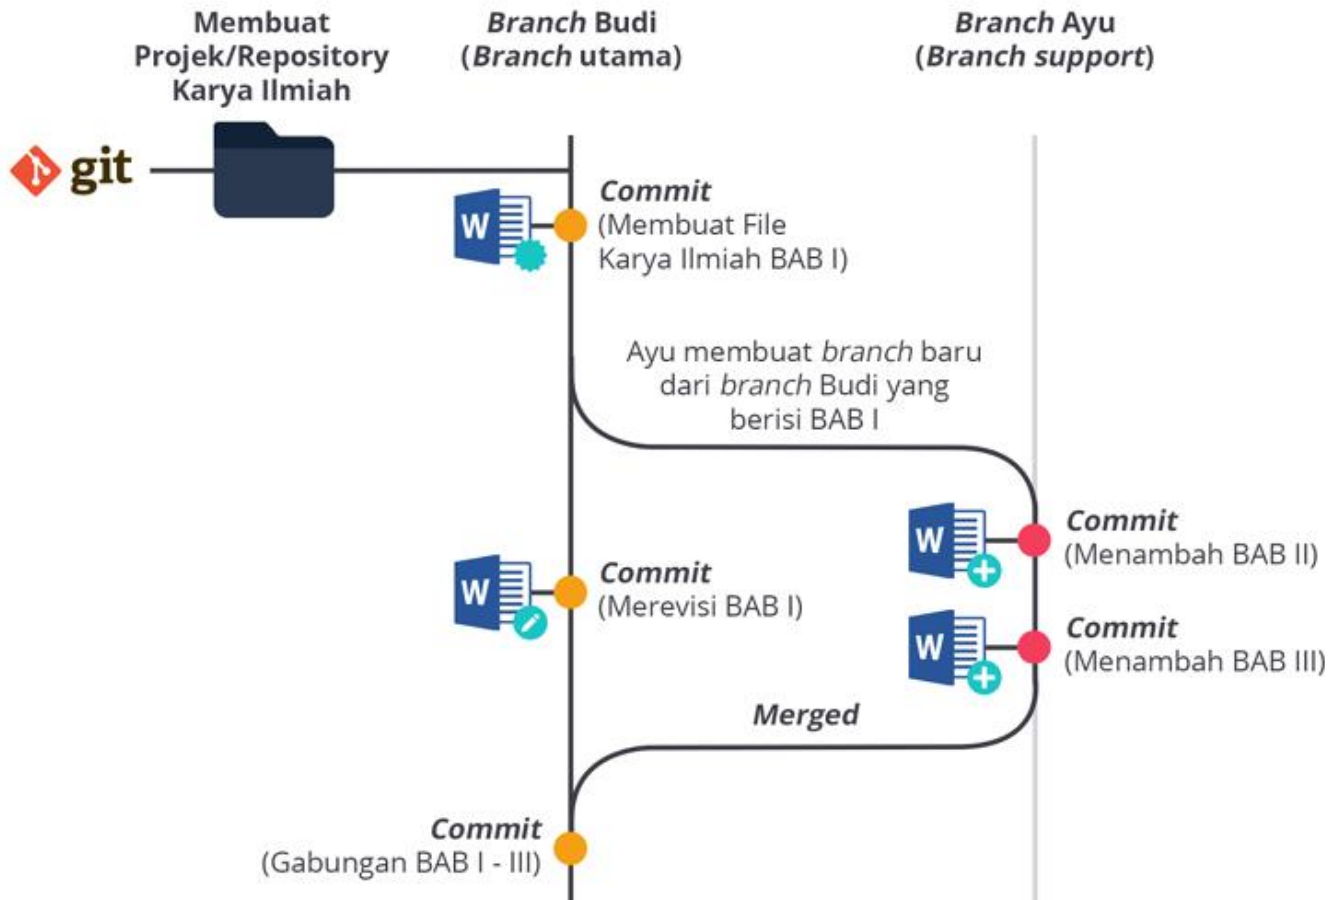 Membuat
Projek/Repository
Karya Ilmiah
Branch Budi
(Branch utama)
Branch Ayu
(Branch support)
git
W
Commit
(Membuat File
Karya Ilmiah BAB I)
Ayu membuat branch baru
dari branch Budi yang
berisi BAB I
W
Commit
(Menambah BAB II)
W
Commit
(Merevisi BAB I)
W
Commit
(Menambah BAB III)
Merged
Commit
(Gabungan BAB I - III)